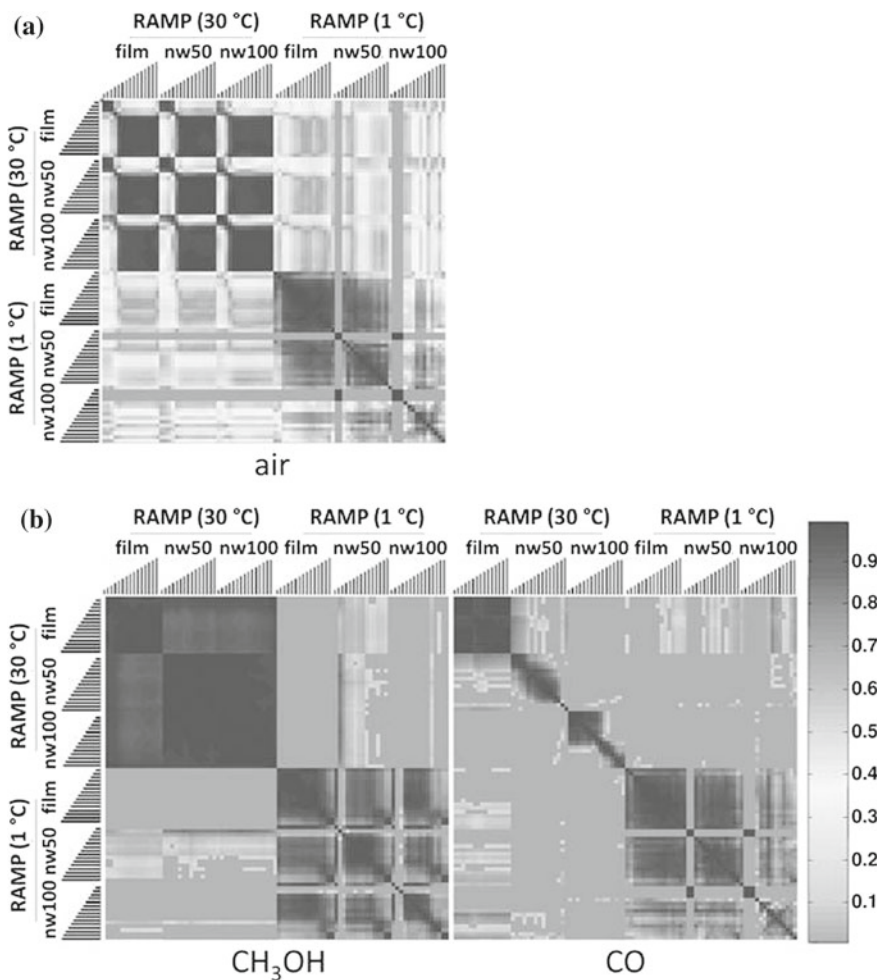 (a)
RAMP (30 °C) RAMP (1 °C)
film nw50 nw100 film nw50 nw100
RAMP (30 °C)
film
nw50
nw100
RAMP (1 °C)
film
nw50
nw100
air
(b)
RAMP (30 °C) RAMP (1 °C) RAMP (30 °C) RAMP (1 °C)
film nw50 nw100 film nw50 nw100 film nw50 nw100 film nw50 nw100
RAMP (30 °C)
film
nw50
nw100
RAMP (1 °C)
film
nw50
nw100
0.9
0.8
0.7
0.6
0.5
0.4
0.3
0.2
0.1
CH₃OH CO